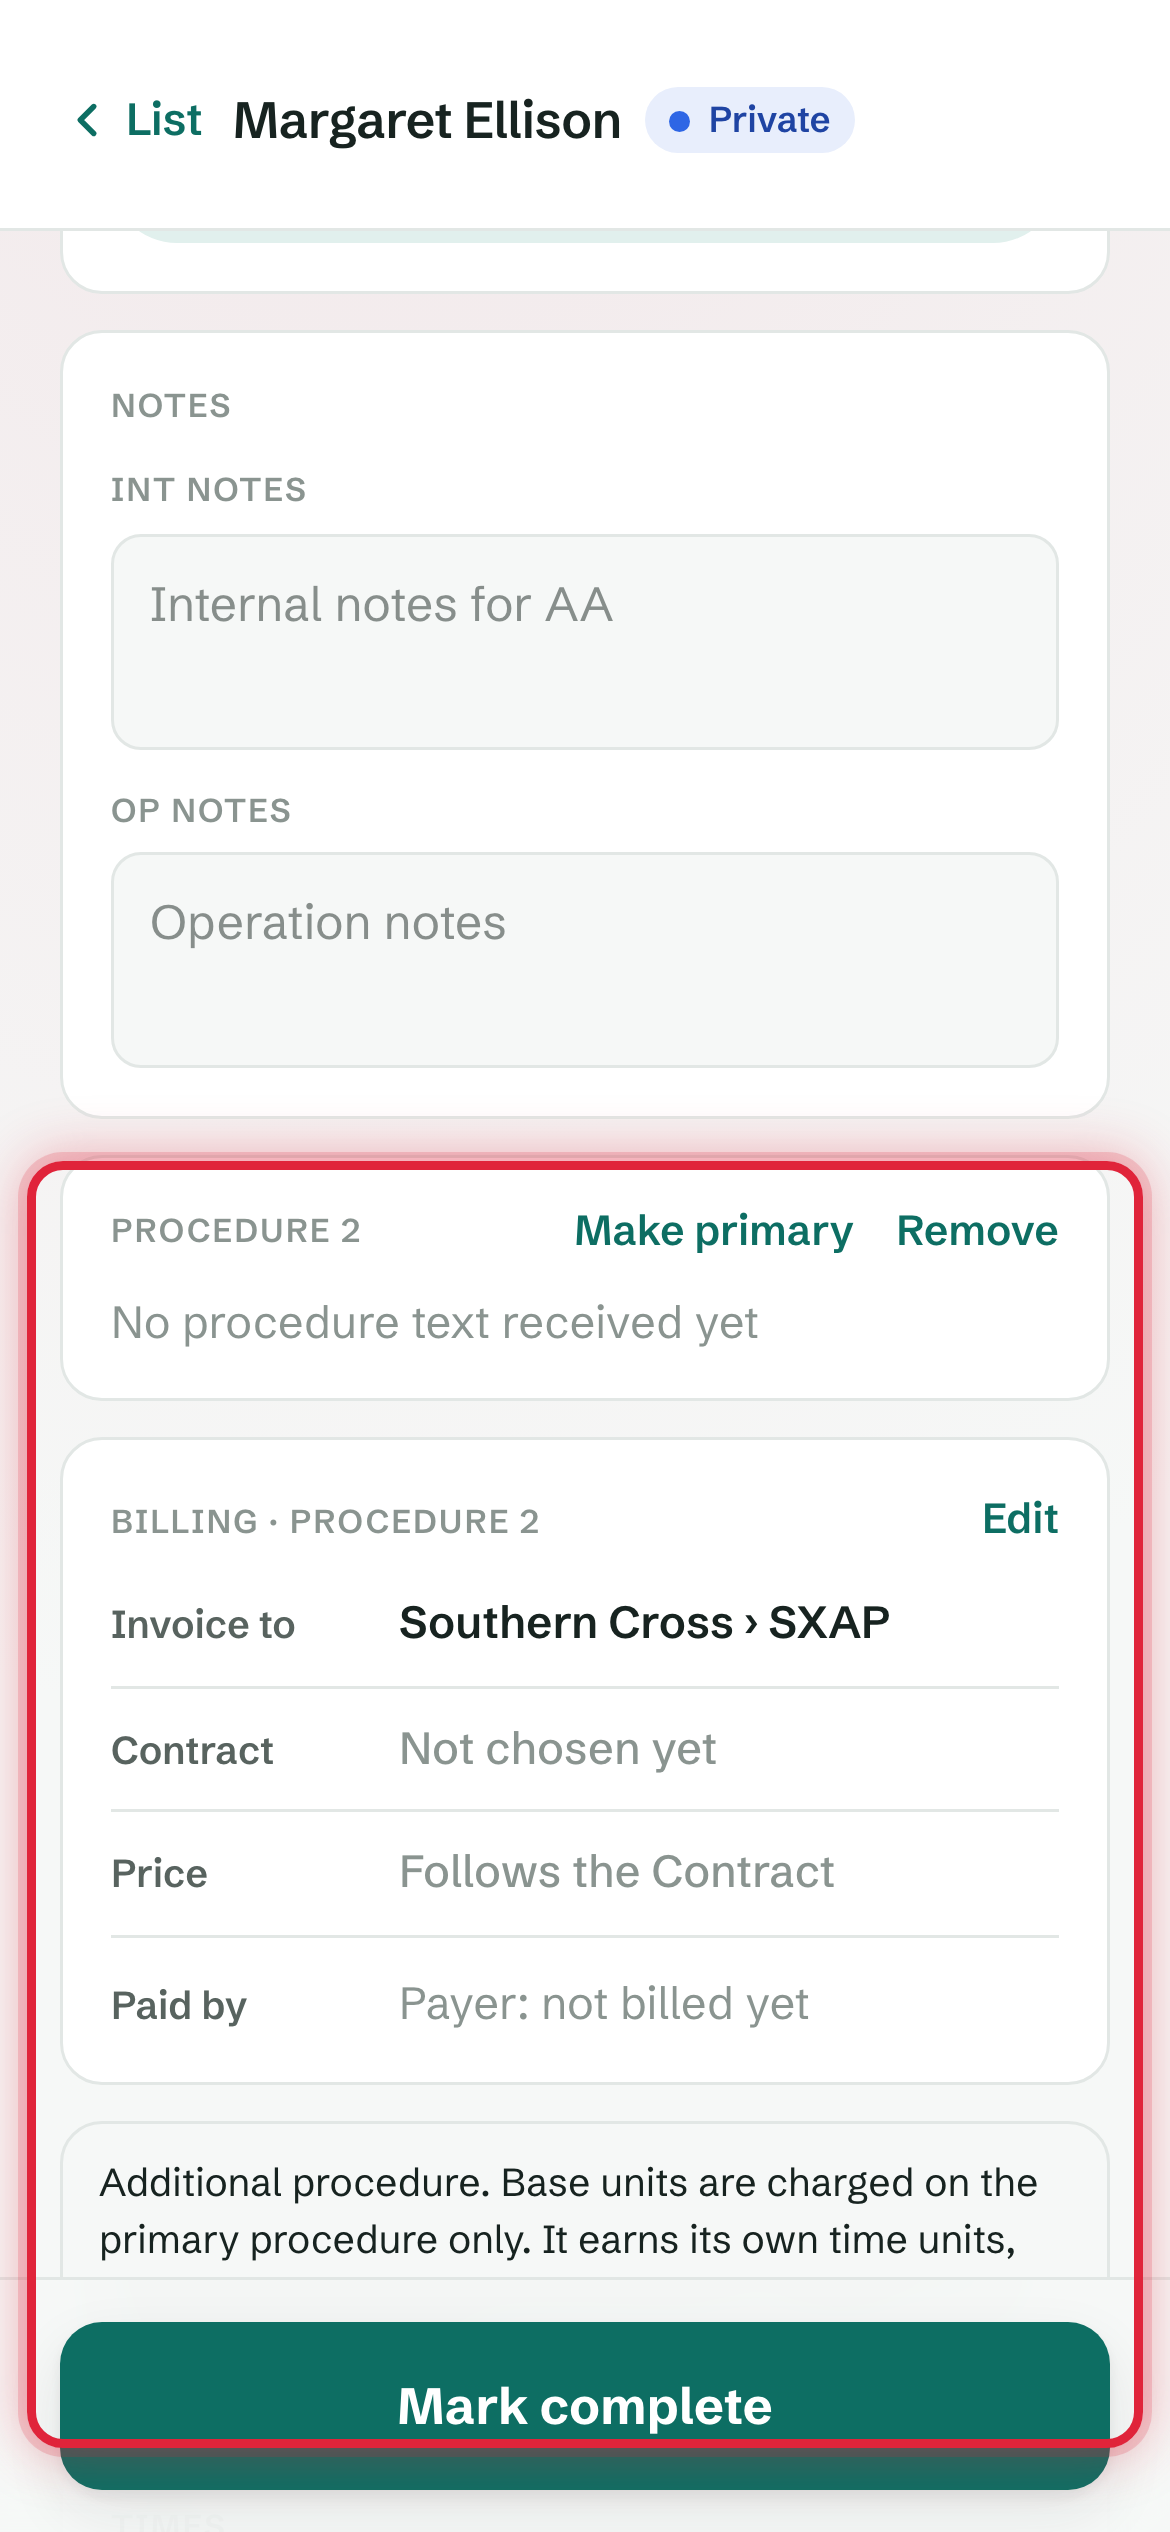 List Margaret Ellison Private
NOTES
INT NOTES
Internal notes for AA
OP NOTES
Operation notes
PROCEDURE 2 Make primary Remove
No procedure text received yet
BILLING · PROCEDURE 2 Edit
Invoice to Southern Cross › SXAP
Contract Not chosen yet
Price Follows the Contract
Paid by Payer: not billed yet
Additional procedure. Base units are charged on the
primary procedure only. It earns its own time units,
Mark complete
TIMES